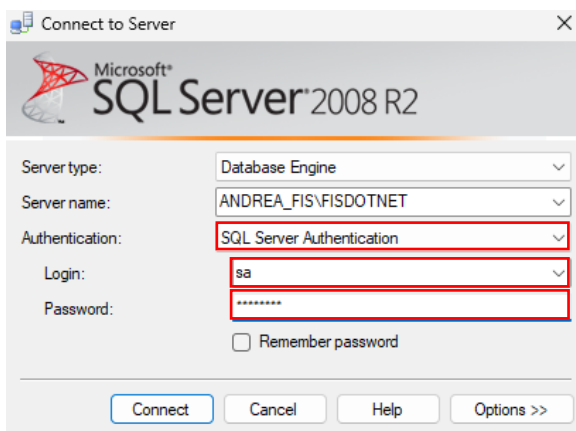 Connect to Server
Microsoft®
SQL Server® 2008 R2
Server type: Database Engine
Server name: ANDREA_FIS\FISDOTNET
Authentication: SQL Server Authentication
Login: sa
Password: ********
Remember password
Connect Cancel Help Options >>